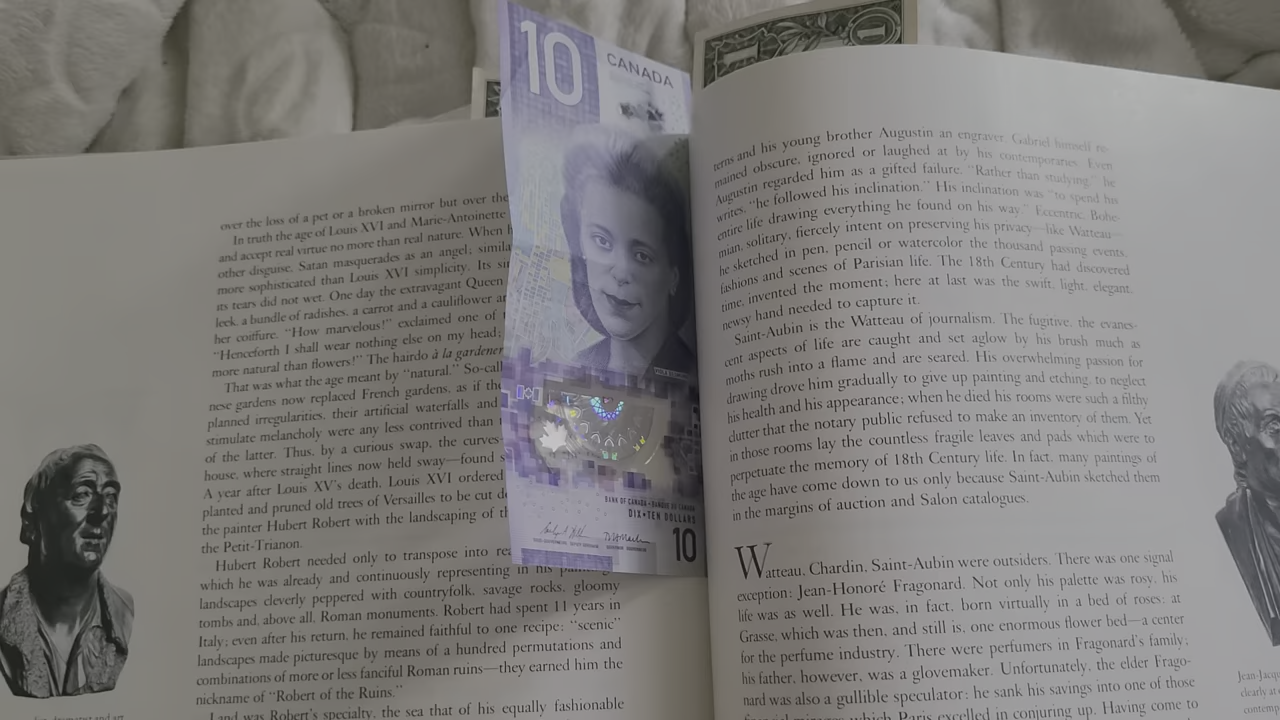 over the loss of a pet or a broken mirror but over the
In truth the age of Louis XVI and Marie-Antoinette
and accept real virtue no more than real nature. When
other disguise, Satan masquerades as an angel; simila
more sophisticated than Louis XVI simplicity. Its
its tears did not wet. One day the extravagant Queen
leek, a bundle of radishes, a carrot and a cauliflower
her coiffure. "How marvelous!" exclaimed one of
"Henceforth I shall wear nothing else on my head;
more natural than flowers!" The hairdo à la
That was what the age meant by "natural." So-call
nese gardens now replaced French gardens, as if the
planned irregularities, their artificial waterfalls and
stimulate melancholy were any less contrived than
of the latter. Thus, by a curious swap, the curves-
house, where straight lines now held sway—found
A year after Louis XV's death, Louis XVI ordered
planted and pruned old trees of Versailles to be cut
the painter Hubert Robert with the landscaping of
the Petit-Trianon.
Hubert Robert needed only to transpose into
which he was already and continuously representing in his
landscapes cleverly peppered with countryfolk, savage rocks, gloomy
tombs and, above all, Roman monuments. Robert had spent 11 years in
Italy; even after his return, he remained faithful to one recipe: "scenic"
landscapes made picturesque by means of a hundred permutations and
combinations of more or less fanciful Roman ruins—they earned him the
nickname of "Robert of the Ruins."
Land was Robert's specialty, the sea that of his equally fashionable
dramatist and art
10
CANADA
BANK OF CANADA • BANQUE DU CANADA
DIX•TEN DOLLARS
10
1
1
terns and his young brother Augustin an engraver. Gabriel himself re-
mained obscure, ignored or laughed at by his contemporaries. Even
Augustin regarded him as a gifted failure. "Rather than studying," he
writes, "he followed his inclination." His inclination was "to spend his
entire life drawing everything he found on his way." Eccentric, Bohe-
mian, solitary, fiercely intent on preserving his privacy—like Watteau—
he sketched in pen, pencil or watercolor the thousand passing events,
fashions and scenes of Parisian life. The 18th Century had discovered
time, invented the moment; here at last was the swift, light, elegant,
newsy hand needed to capture it.
Saint-Aubin is the Watteau of journalism. The fugitive, the evanes-
cent aspects of life are caught and set aglow by his brush much as
moths rush into a flame and are seared. His overwhelming passion for
drawing drove him gradually to give up painting and etching, to neglect
his health and his appearance; when he died his rooms were such a filthy
clutter that the notary public refused to make an inventory of them. Yet
in those rooms lay the countless fragile leaves and pads which were to
perpetuate the memory of 18th Century life. In fact, many paintings of
the age have come down to us only because Saint-Aubin sketched them
in the margins of auction and Salon catalogues.
Watteau, Chardin, Saint-Aubin were outsiders. There was one signal
exception: Jean-Honoré Fragonard. Not only his palette was rosy, his
life was as well. He was, in fact, born virtually in a bed of roses; at
Grasse, which was then, and still is, one enormous flower bed—a center
for the perfume industry. There were perfumers in Fragonard's family;
his father, however, was a glovemaker. Unfortunately, the elder Frago-
nard was also a gullible speculator; he sank his savings into one of those
which Paris excelled in conjuring up. Having come to
Jean-Jacqu
clearly at
contemp